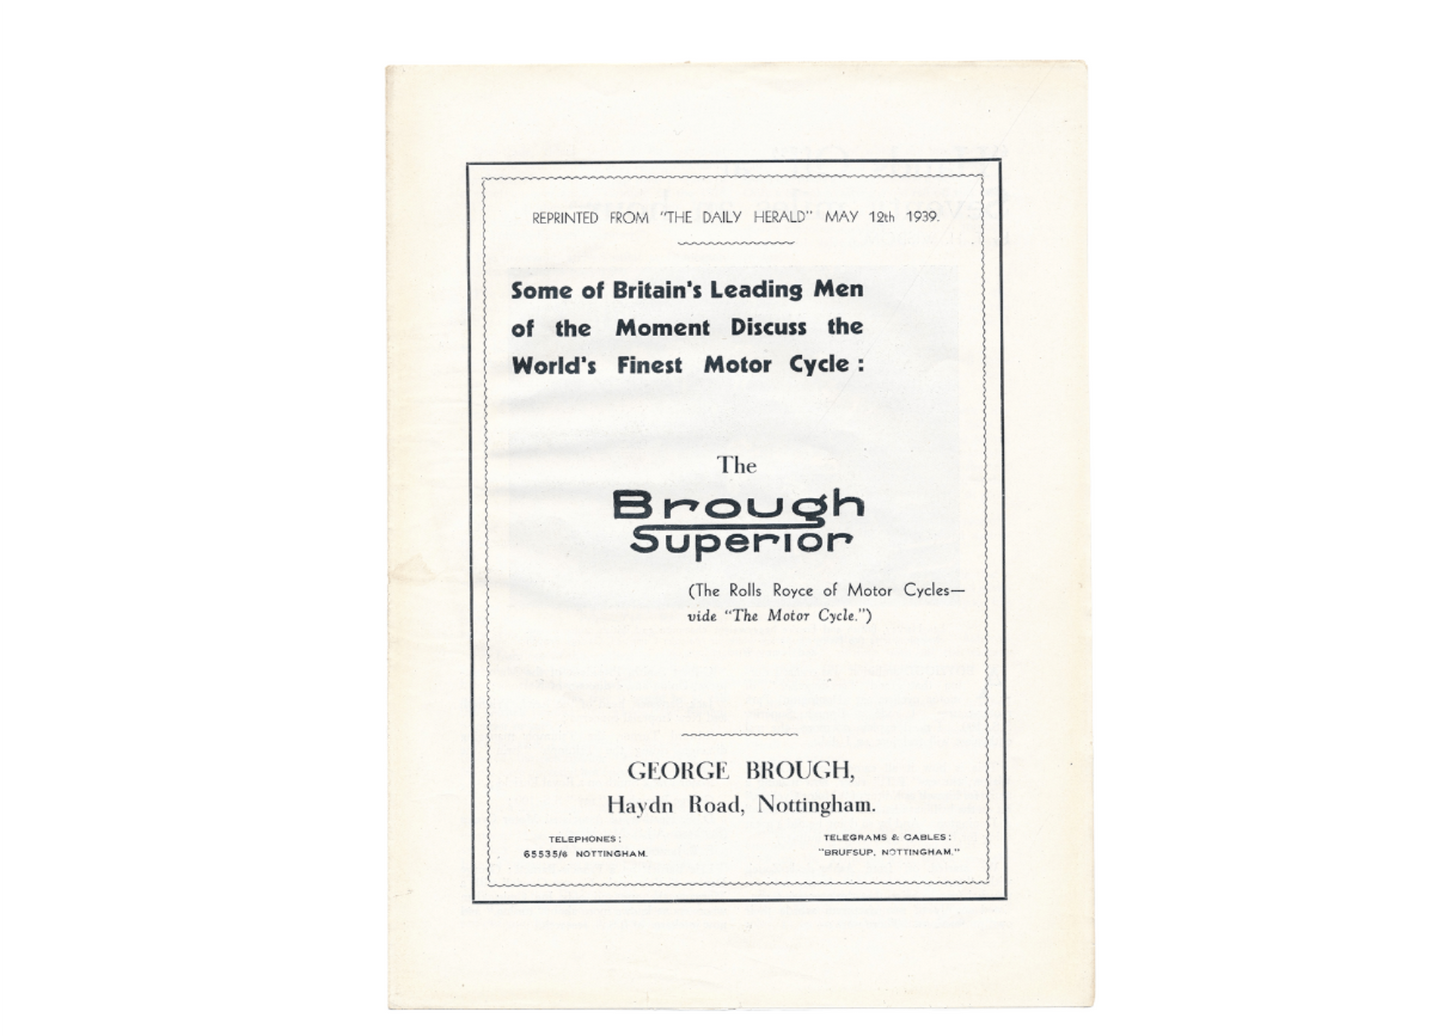 REPRINTED FROM "THE DAILY HERALD" MAY 12th 1939.
Some of Britain's Leading Men
of the Moment Discuss the
World's Finest Motor Cycle :
The
Brough
Superior
(The Rolls Royce of Motor Cycles—
vide "The Motor Cycle.")
GEORGE BROUGH,
Haydn Road, Nottingham.
TELEPHONES :
65535/6 NOTTINGHAM.
TELEGRAMS & CABLES :
"BRUFSUP, NOTTINGHAM."